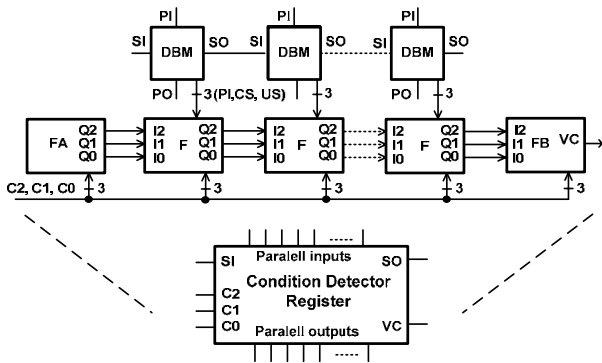 PI PI PI
SI DBM SO SI DBM SO SI DBM SO
PO 3(PI,CS, US) 3 PO 3
FA Q2 Q1 Q0 I2 I1 I0 F Q2 Q1 Q0 I2 I1 I0 F Q2 Q1 Q0 I2 I1 I0 F Q2 Q1 Q0 I2 I1 I0 FB VC
C2, C1, C0 3 3 3 3 3
Paralell inputs
SI SO
Condition Detector
Register
C2
C1
C0 VC
Paralell outputs